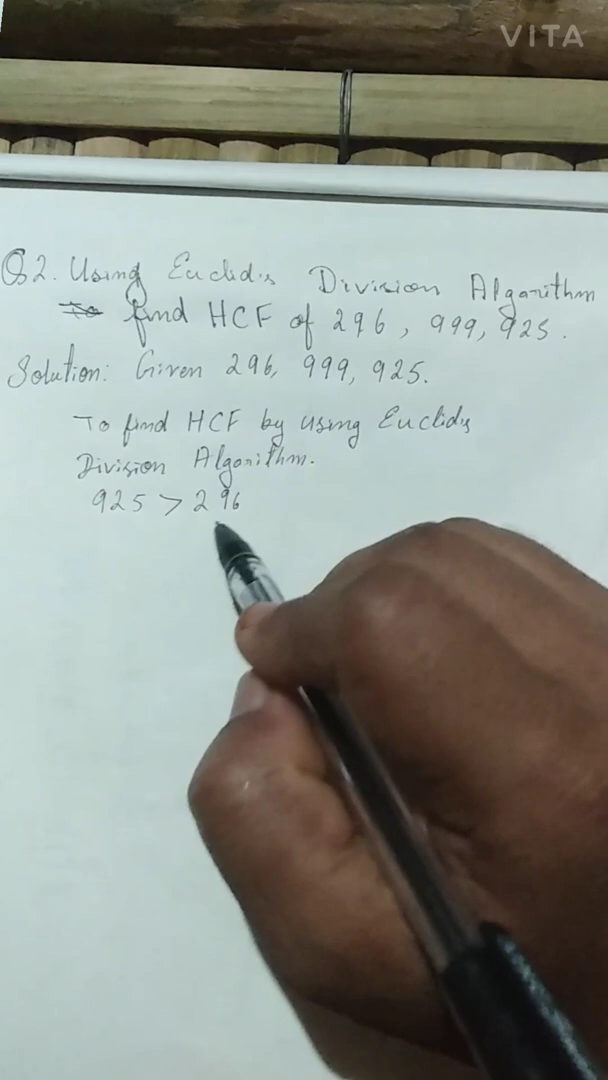 VITA
Q2. Using Euclid's Division Algorithm
To find HCF of 296, 999, 925.
Solution: Given 296, 999, 925.
To find HCF by using Euclid's
Division Algorithm.
925 > 296